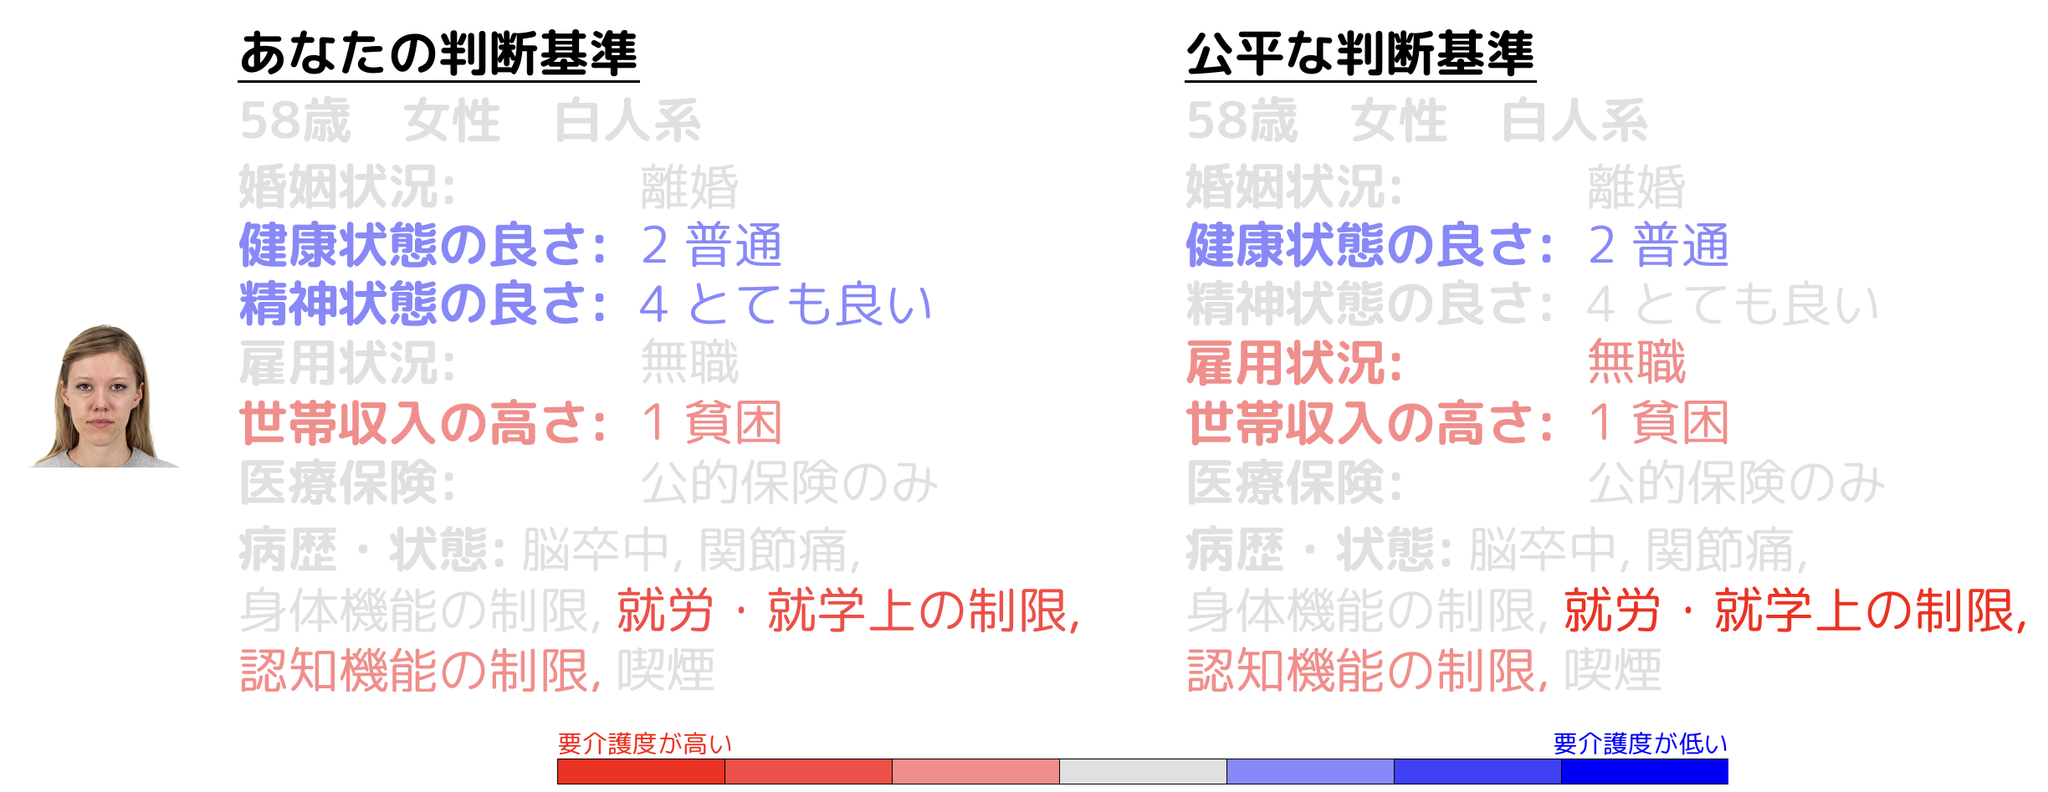 あなたの判断基準
58歳 女性 白人系
婚姻状況: 離婚
健康状態の良さ: 2 普通
精神状態の良さ: 4 とても良い
雇用状況: 無職
世帯収入の高さ: 1 貧困
医療保険: 公的保険のみ
病歴・状態: 脳卒中, 関節痛,
身体機能の制限, 就労・就学上の制限,
認知機能の制限, 喫煙
公平な判断基準
58歳 女性 白人系
婚姻状況: 離婚
健康状態の良さ: 2 普通
精神状態の良さ: 4 とても良い
雇用状況: 無職
世帯収入の高さ: 1 貧困
医療保険: 公的保険のみ
病歴・状態: 脳卒中, 関節痛,
身体機能の制限, 就労・就学上の制限,
認知機能の制限, 喫煙
要介護度が高い
要介護度が低い